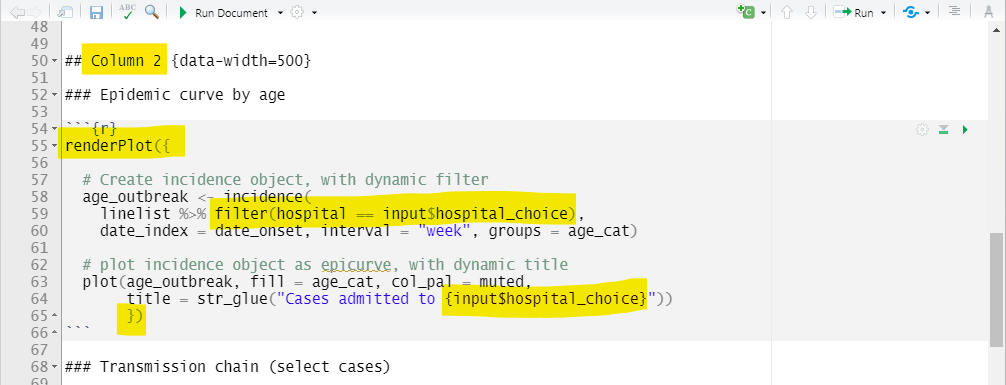 ABC
Run Document
Run
48
49
50 ## Column 2 {data-width=500}
51
52 ### Epidemic curve by age
53
54 ```{r}
55 renderPlot({
56
57 # Create incidence object, with dynamic filter
58 age_outbreak <- incidence(
59 linelist %>% filter(hospital == input$hospital_choice),
60 date_index = date_onset, interval = "week", groups = age_cat)
61
62 # plot incidence object as epicurve, with dynamic title
63 plot(age_outbreak, fill = age_cat, col_pal = muted,
64 title = str_glue("Cases admitted to {input$hospital_choice}"))
65 })
66 ```
67
68 ### Transmission chain (select cases)
69